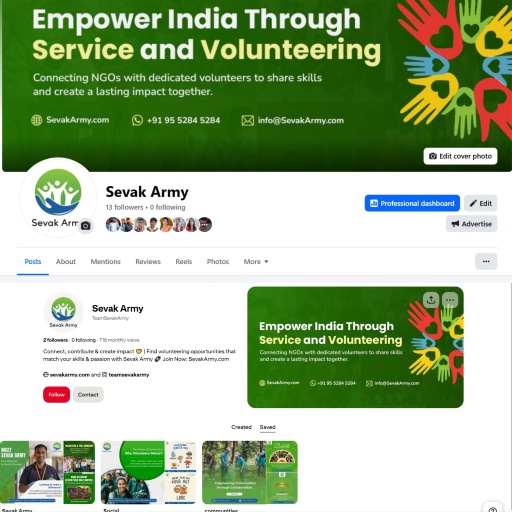 Empower India Through
Service and Volunteering
Connecting NGOs with dedicated volunteers to share skills
and create a lasting impact together.
SevakArmy.com +91 95 5284 5284 info@SevakArmy.com
Edit cover photo
Sevak Army
Sevak Army
13 followers • 0 following
Professional dashboard Edit
Advertise
Posts About Mentions Reviews Reels Photos More
Sevak Army
Sevak Army
TeamSevakArmy
2 followers · 0 following · 716 monthly views
Connect, contribute & create impact | Find volunteering opportunities that
match your skills & passion with Sevak Army Join Now: SevakArmy.com
sevakarmy.com and teamsevakarmy
Follow Contact
Empower India Through
Service and Volunteering
Connecting NGOs with dedicated volunteers to share skills
and create a lasting impact together.
SevakArmy.com +91 95 5284 5284 info@SevakArmy.com
Created Saved
MEET
SEVAK ARMY
Empowering Communities
through Collaboration
Sevak Army
Social
communities